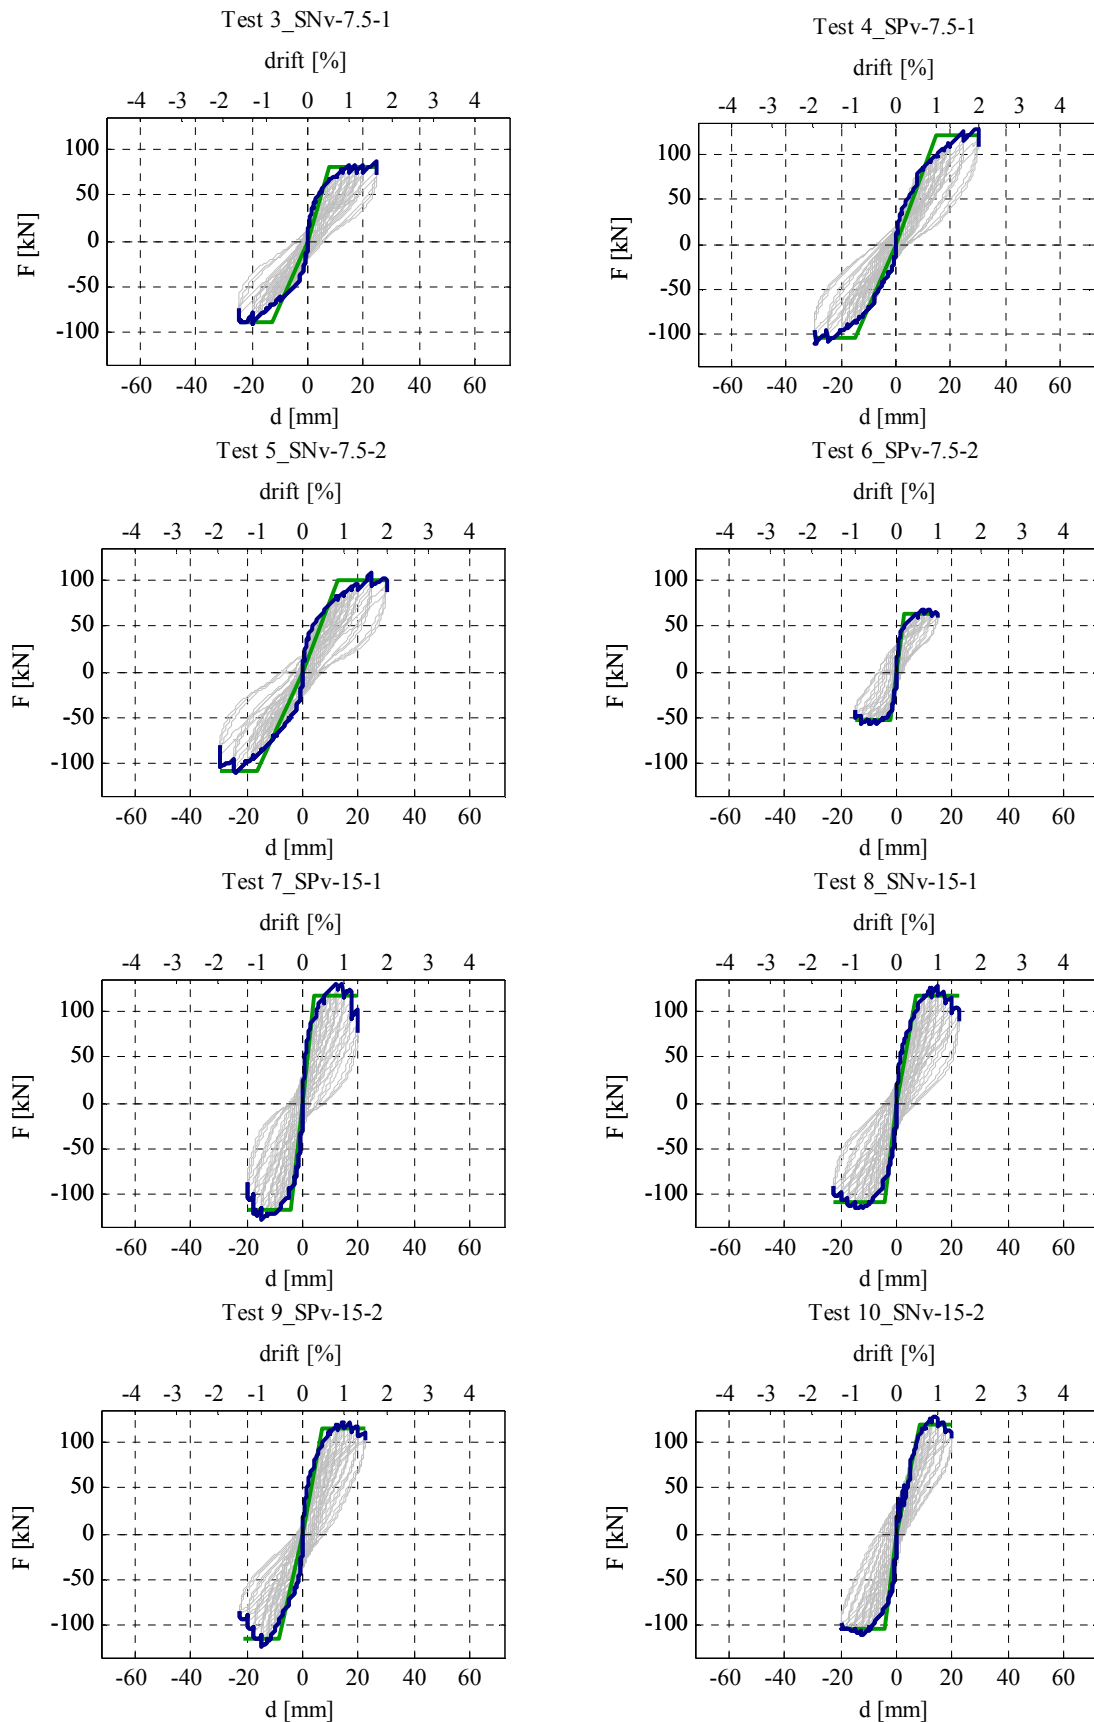 Test 3_SNv-7.5-1
drift [%]
-4 -3 -2 -1 0 1 2 3 4
100
50
0
-50
-100
F [kN]
-60 -40 -20 0 20 40 60
d [mm]
Test 4_SPv-7.5-1
drift [%]
-4 -3 -2 -1 0 1 2 3 4
100
50
0
-50
-100
F [kN]
-60 -40 -20 0 20 40 60
d [mm]
Test 5_SNv-7.5-2
drift [%]
-4 -3 -2 -1 0 1 2 3 4
100
50
0
-50
-100
F [kN]
-60 -40 -20 0 20 40 60
d [mm]
Test 6_SPv-7.5-2
drift [%]
-4 -3 -2 -1 0 1 2 3 4
100
50
0
-50
-100
F [kN]
-60 -40 -20 0 20 40 60
d [mm]
Test 7_SPv-15-1
drift [%]
-4 -3 -2 -1 0 1 2 3 4
100
50
0
-50
-100
F [kN]
-60 -40 -20 0 20 40 60
d [mm]
Test 8_SNv-15-1
drift [%]
-4 -3 -2 -1 0 1 2 3 4
100
50
0
-50
-100
F [kN]
-60 -40 -20 0 20 40 60
d [mm]
Test 9_SPv-15-2
drift [%]
-4 -3 -2 -1 0 1 2 3 4
100
50
0
-50
-100
F [kN]
-60 -40 -20 0 20 40 60
d [mm]
Test 10_SNv-15-2
drift [%]
-4 -3 -2 -1 0 1 2 3 4
100
50
0
-50
-100
F [kN]
-60 -40 -20 0 20 40 60
d [mm]